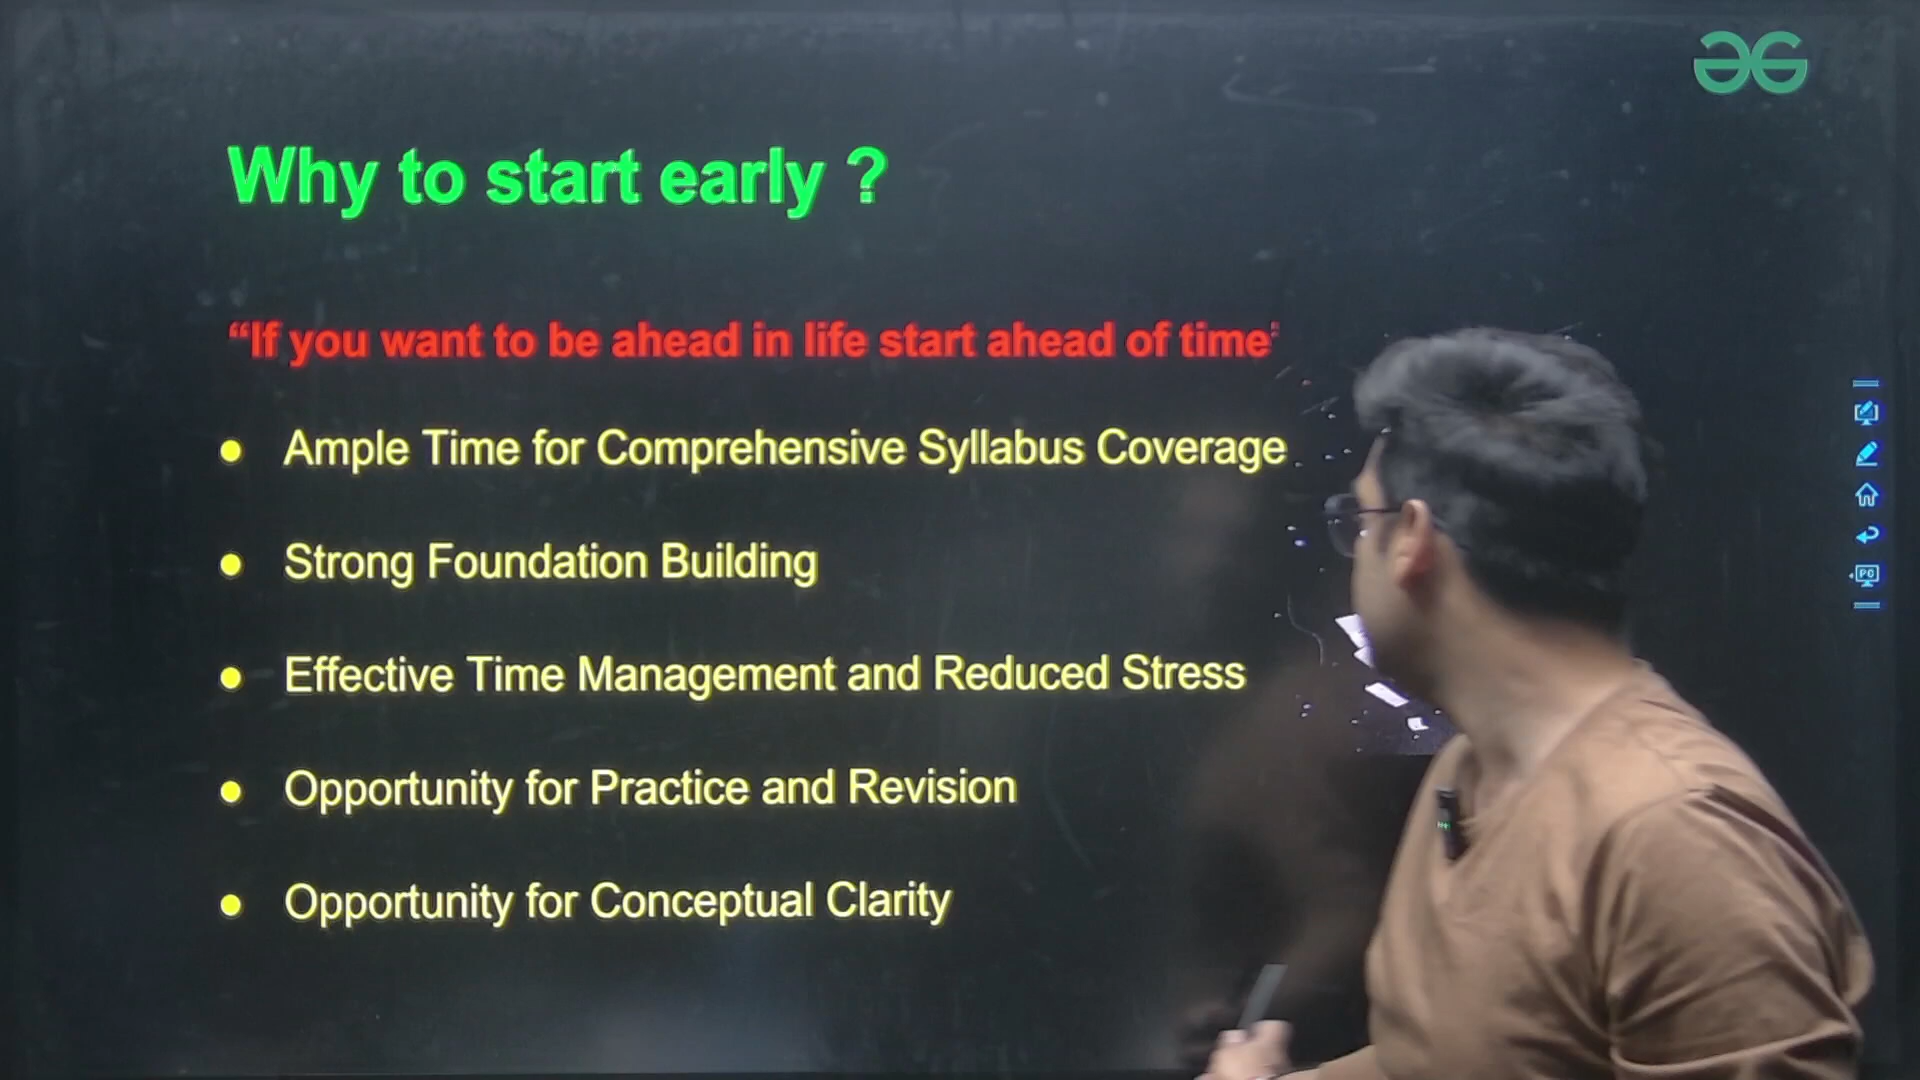 Why to start early ?
“If you want to be ahead in life start ahead of time”
● Ample Time for Comprehensive Syllabus Coverage
● Strong Foundation Building
● Effective Time Management and Reduced Stress
● Opportunity for Practice and Revision
● Opportunity for Conceptual Clarity
PC